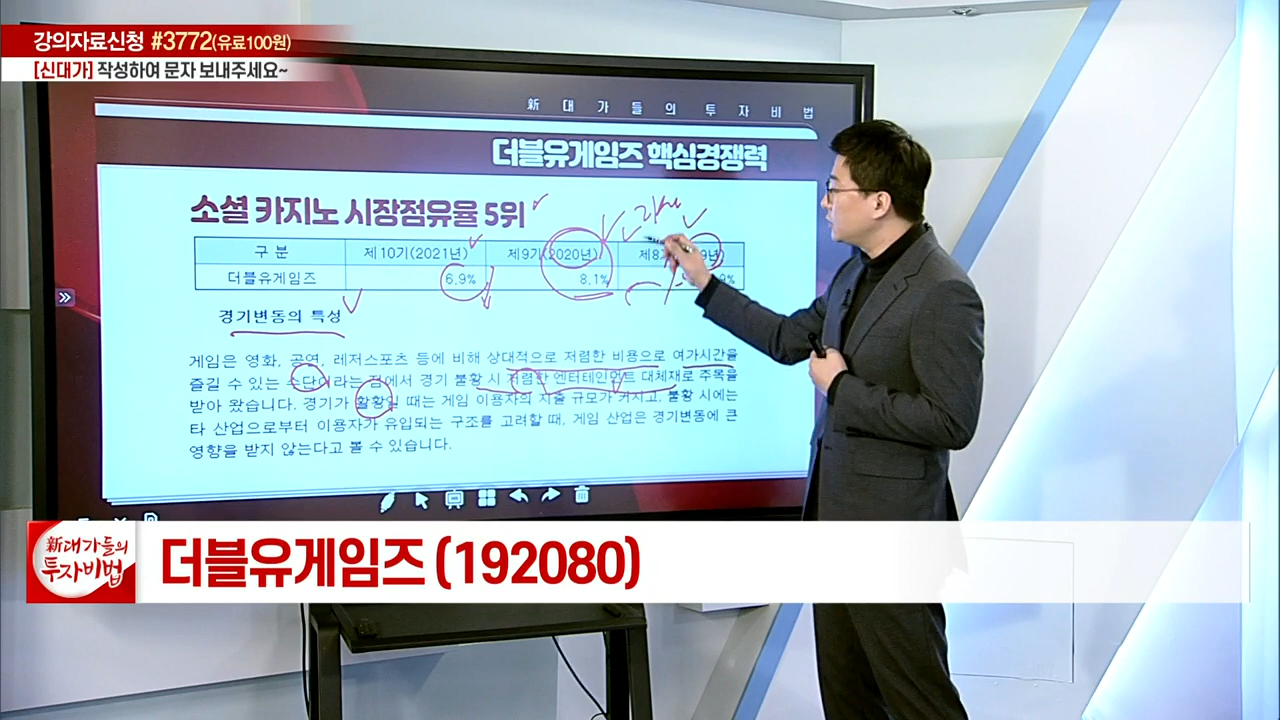 강의자료신청 #3772(유료100원)
[신대가] 작성하여 문자 보내주세요~
新 대 가 들 의 투 자 비 법
더블유게임즈 핵심경쟁력
소셜 카지노 시장점유율 5위
구 분 제10기(2021년) 제9기(2020년) 제8기
더블유게임즈 6.9% 8.1%
경기변동의 특성
게임은 영화, 공연, 레저스포츠 등에 비해 상대적으로 저렴한 비용으로 여가시간을
즐길 수 있는 수단이라는 점에서 경기 불황 시 저렴한 엔터테인먼트 대체재로 주목을
받아 왔습니다. 경기가 활황일 때는 게임 이용자의 지출 규모가 커지고, 불황 시에는
타 산업으로부터 이용자가 유입되는 구조를 고려할 때, 게임 산업은 경기변동에 큰
영향을 받지 않는다고 볼 수 있습니다.
新대가들의
투자비법
더블유게임즈 (192080)